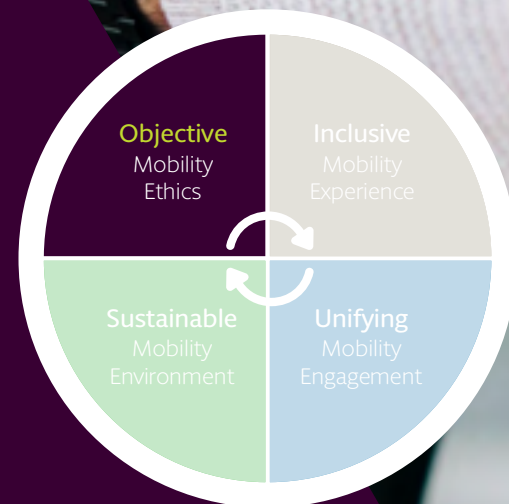 Objective
Mobility
Ethics
Inclusive
Mobility
Experience
Sustainable
Mobility
Environment
Unifying
Mobility
Engagement